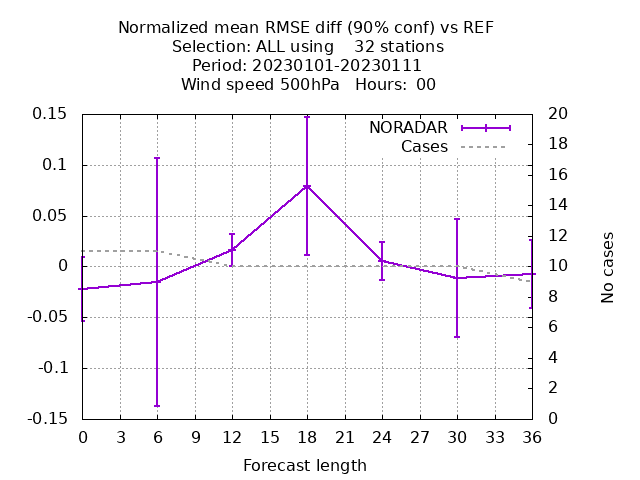 Normalized mean RMSE diff (90% conf) vs REF
Selection: ALL using    32 stations
Period: 20230101-20230111
Wind speed 500hPa   Hours:  00
NORADAR
Cases
0.15
0.1
0.05
0
-0.05
-0.1
-0.15
20
18
16
14
12
10
8
6
4
2
0
No cases
0 3 6 9 12 15 18 21 24 27 30 33 36
Forecast length